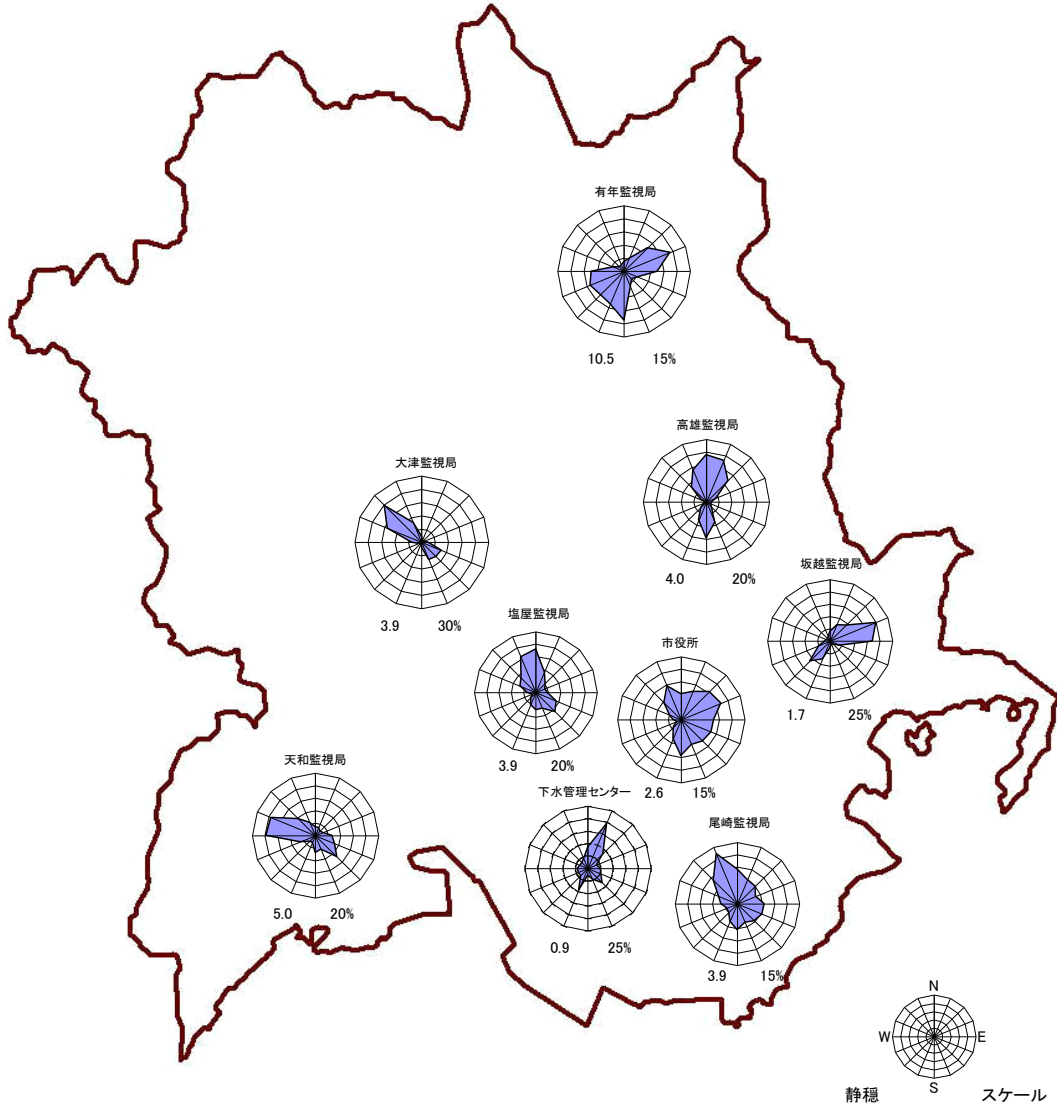 有年監視局
10.5 15%
高雄監視局
4.0 20%
大津監視局
3.9 30%
坂越監視局
1.7 25%
塩屋監視局
3.9 20%
市役所
2.6 15%
天和監視局
5.0 20%
下水管理センター
0.9 25%
尾崎監視局
3.9 15%
N
W E
S
静穏 スケール